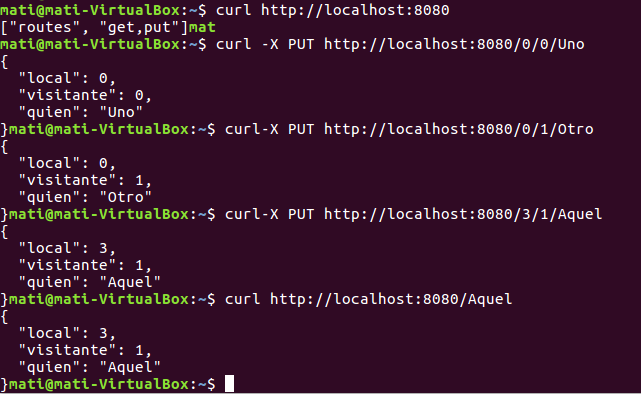 mati@mati-VirtualBox:~$ curl http://localhost:8080
["routes", "get,put"]mat
mati@mati-VirtualBox:~$ curl -X PUT http://localhost:8080/0/0/Uno
{
  "local": 0,
  "visitante": 0,
  "quien": "Uno"
}mati@mati-VirtualBox:~$ curl-X PUT http://localhost:8080/0/1/Otro
{
  "local": 0,
  "visitante": 1,
  "quien": "Otro"
}mati@mati-VirtualBox:~$ curl-X PUT http://localhost:8080/3/1/Aquel
{
  "local": 3,
  "visitante": 1,
  "quien": "Aquel"
}mati@mati-VirtualBox:~$ curl http://localhost:8080/Aquel
{
  "local": 3,
  "visitante": 1,
  "quien": "Aquel"
}mati@mati-VirtualBox:~$